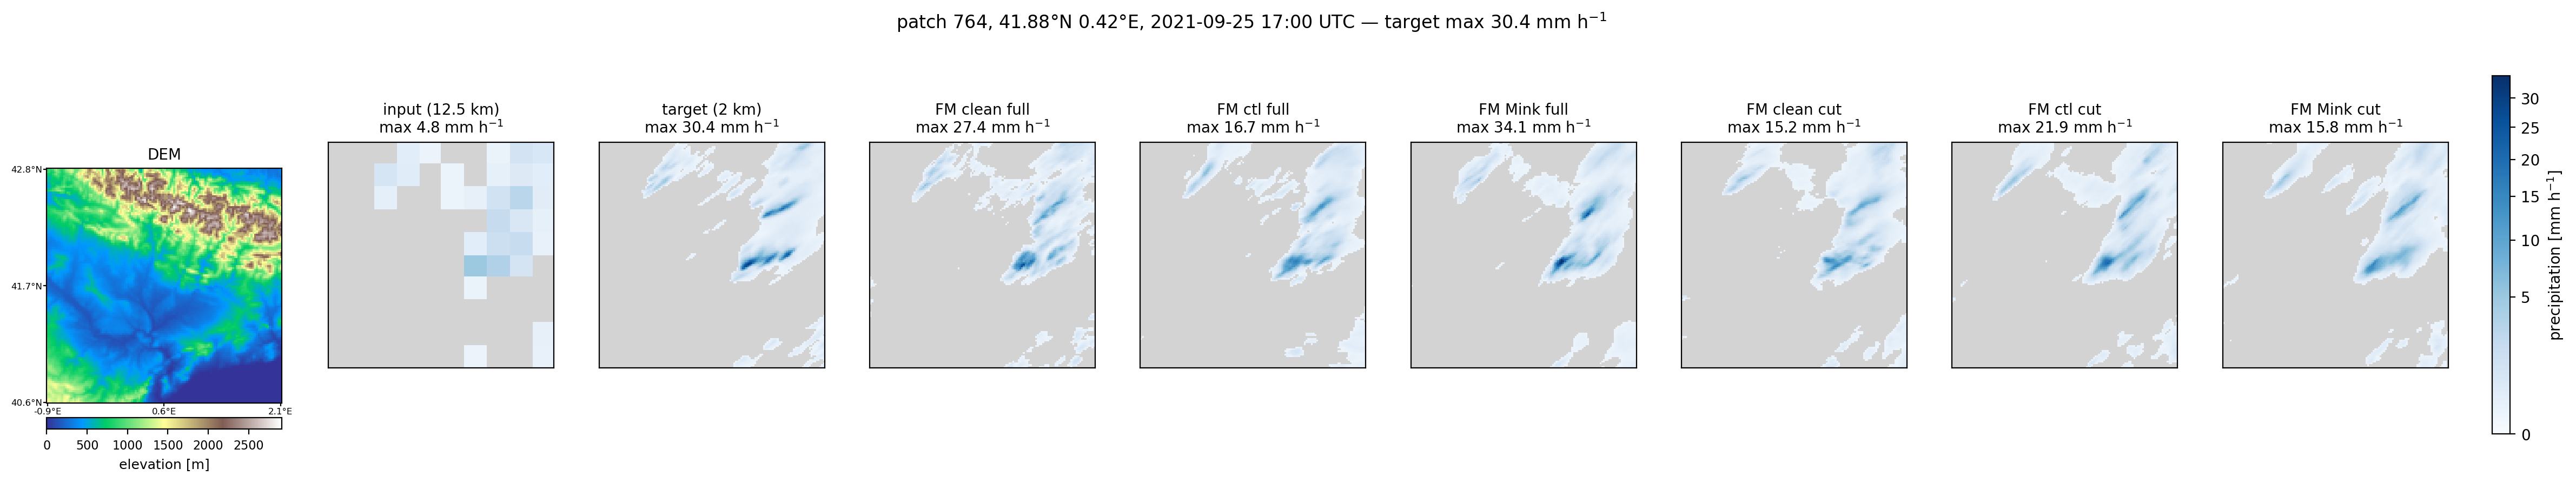 patch 764, 41.88°N 0.42°E, 2021-09-25 17:00 UTC — target max 30.4 mm h⁻¹
DEM
42.8°N
41.7°N
40.6°N
-0.9°E 0.6°E 2.1°E
0 500 1000 1500 2000 2500
elevation [m]
input (12.5 km)
max 4.8 mm h⁻¹
target (2 km)
max 30.4 mm h⁻¹
FM clean full
max 27.4 mm h⁻¹
FM ctl full
max 16.7 mm h⁻¹
FM Mink full
max 34.1 mm h⁻¹
FM clean cut
max 15.2 mm h⁻¹
FM ctl cut
max 21.9 mm h⁻¹
FM Mink cut
max 15.8 mm h⁻¹
30
25
20
15
10
5
0
precipitation [mm h⁻¹]